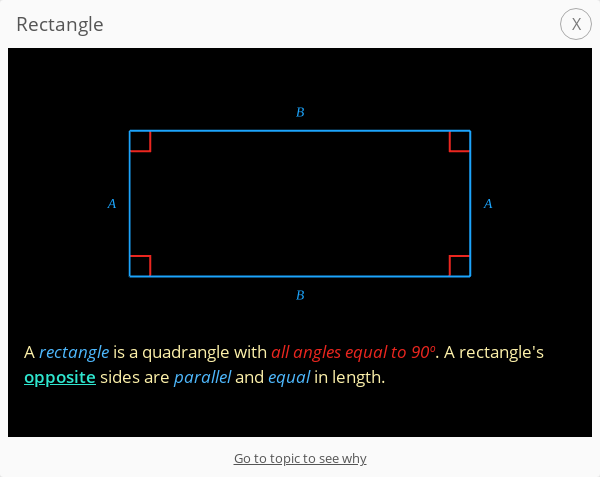 Rectangle
X
B
A
A
B
A rectangle is a quadrangle with all angles equal to 90º. A rectangle's
opposite sides are parallel and equal in length.
Go to topic to see why